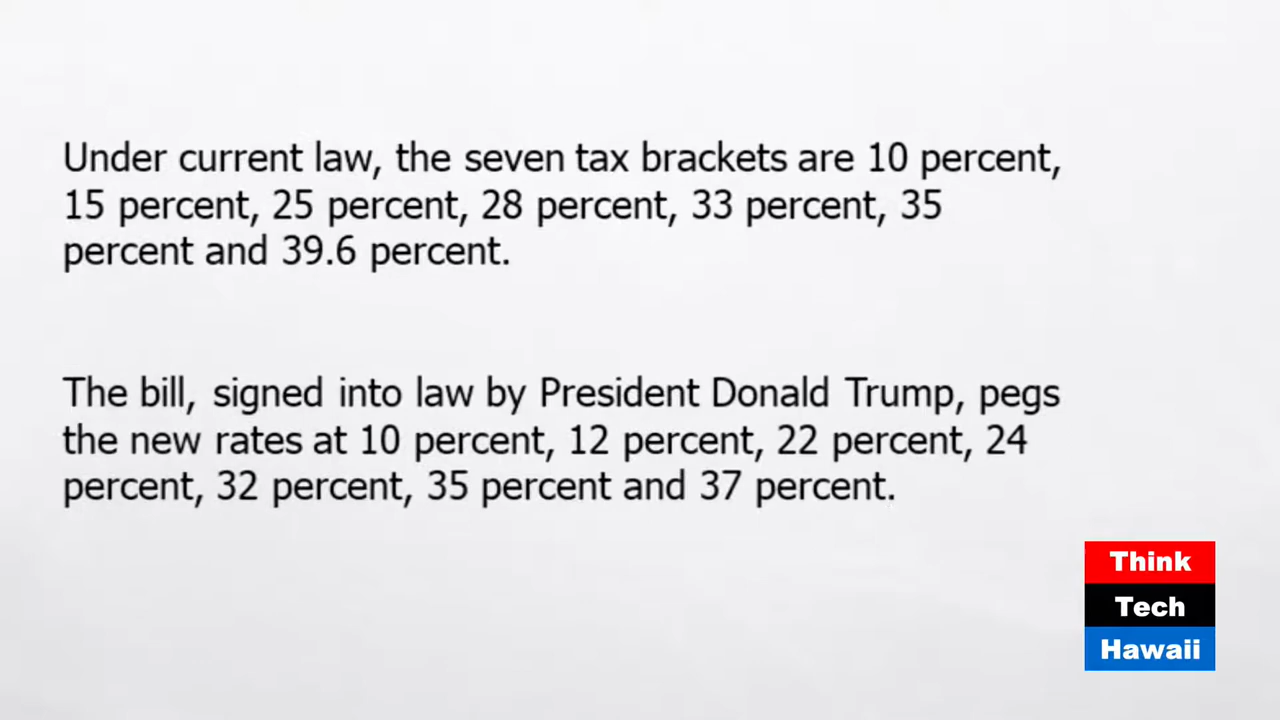 Under current law, the seven tax brackets are 10 percent,
15 percent, 25 percent, 28 percent, 33 percent, 35
percent and 39.6 percent.
The bill, signed into law by President Donald Trump, pegs
the new rates at 10 percent, 12 percent, 22 percent, 24
percent, 32 percent, 35 percent and 37 percent.
Think
Tech
Hawaii